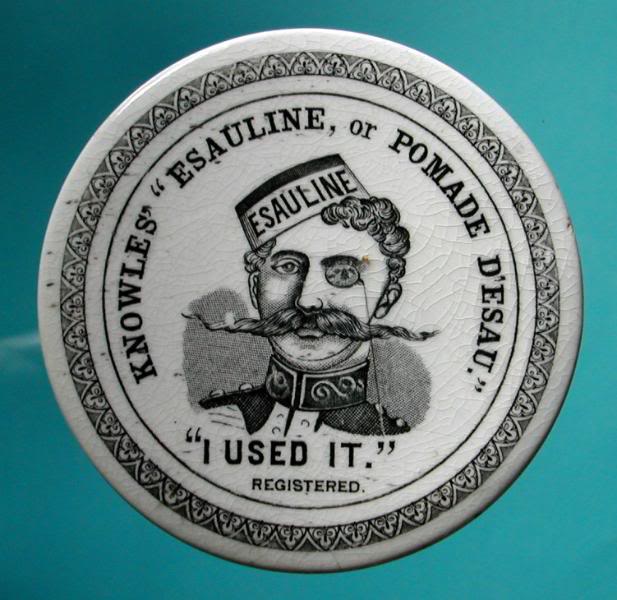 KNOWLES' "ESAULINE, or POMADE D'ESAU."
ESAULINE
"I USED IT."
REGISTERED.